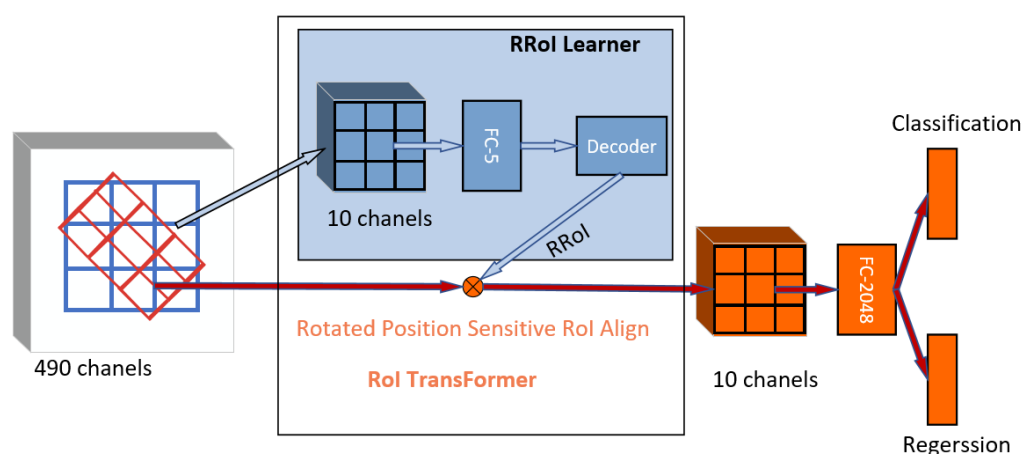 RRoI Learner
FC-5
Decoder
10 chanels
RRoI
490 chanels
Rotated Position Sensitive RoI Align
RoI TransFormer
10 chanels
FC-2048
Classification
Regerssion